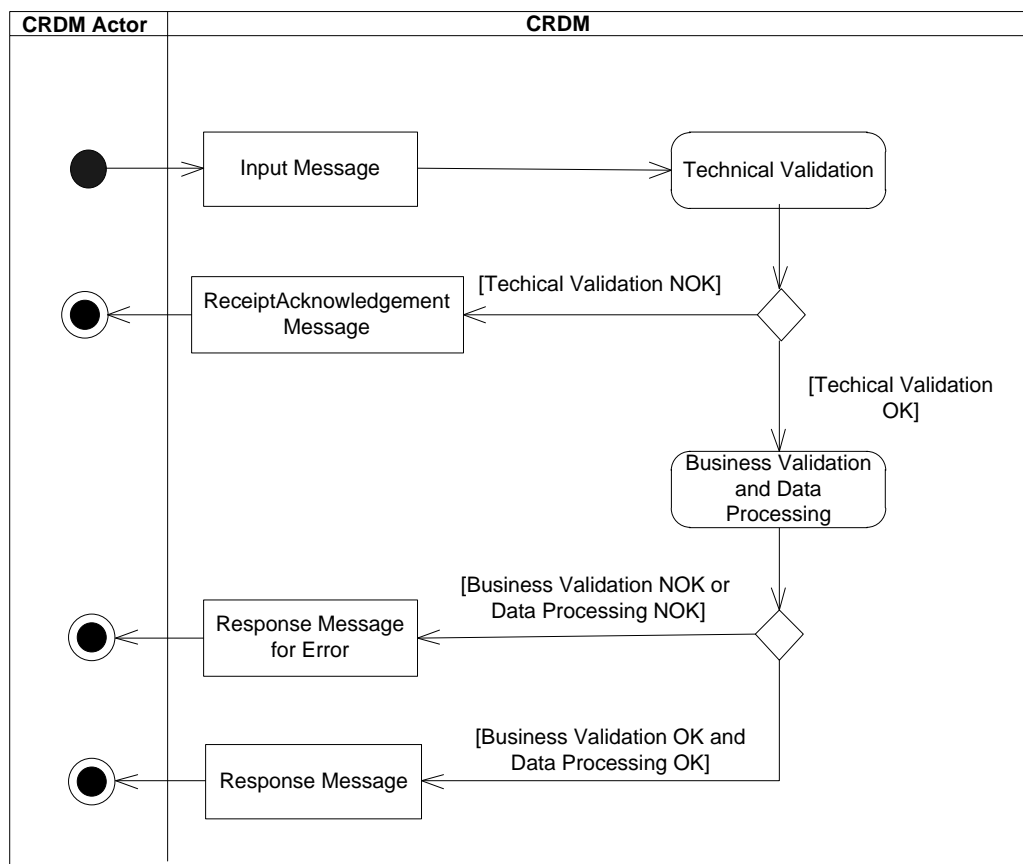 CRDM Actor
CRDM
Input Message
Technical Validation
[Techical Validation NOK]
ReceiptAcknowledgement
Message
[Techical Validation
OK]
Business Validation
and Data
Processing
[Business Validation NOK or
Data Processing NOK]
Response Message
for Error
[Business Validation OK and
Data Processing OK]
Response Message